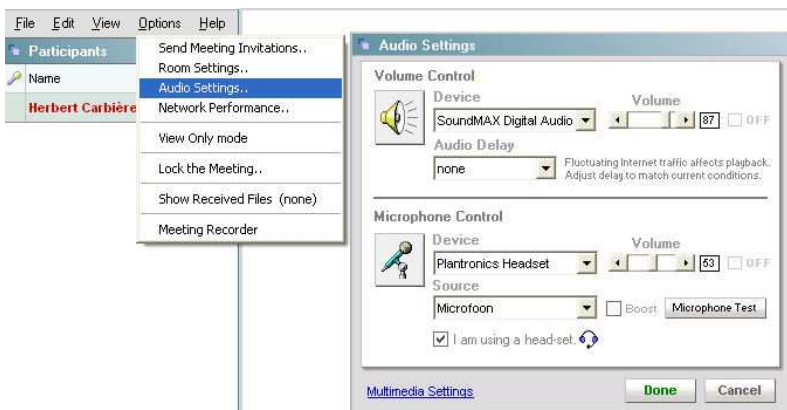 File Edit View Options Help
Participants
Name
Herbert Carbière
Send Meeting Invitations..
Room Settings..
Audio Settings..
Network Performance..
View Only mode
Lock the Meeting..
Show Received Files (none)
Meeting Recorder
Audio Settings
Volume Control
Device Volume
SoundMAX Digital Audio 87 OFF
Audio Delay
none
Fluctuating Internet traffic affects playback.
Adjust delay to match current conditions.
Microphone Control
Device Volume
Plantronics Headset 53 OFF
Source
Microfoon Boost Microphone Test
I am using a head-set.
Multimedia Settings Done Cancel